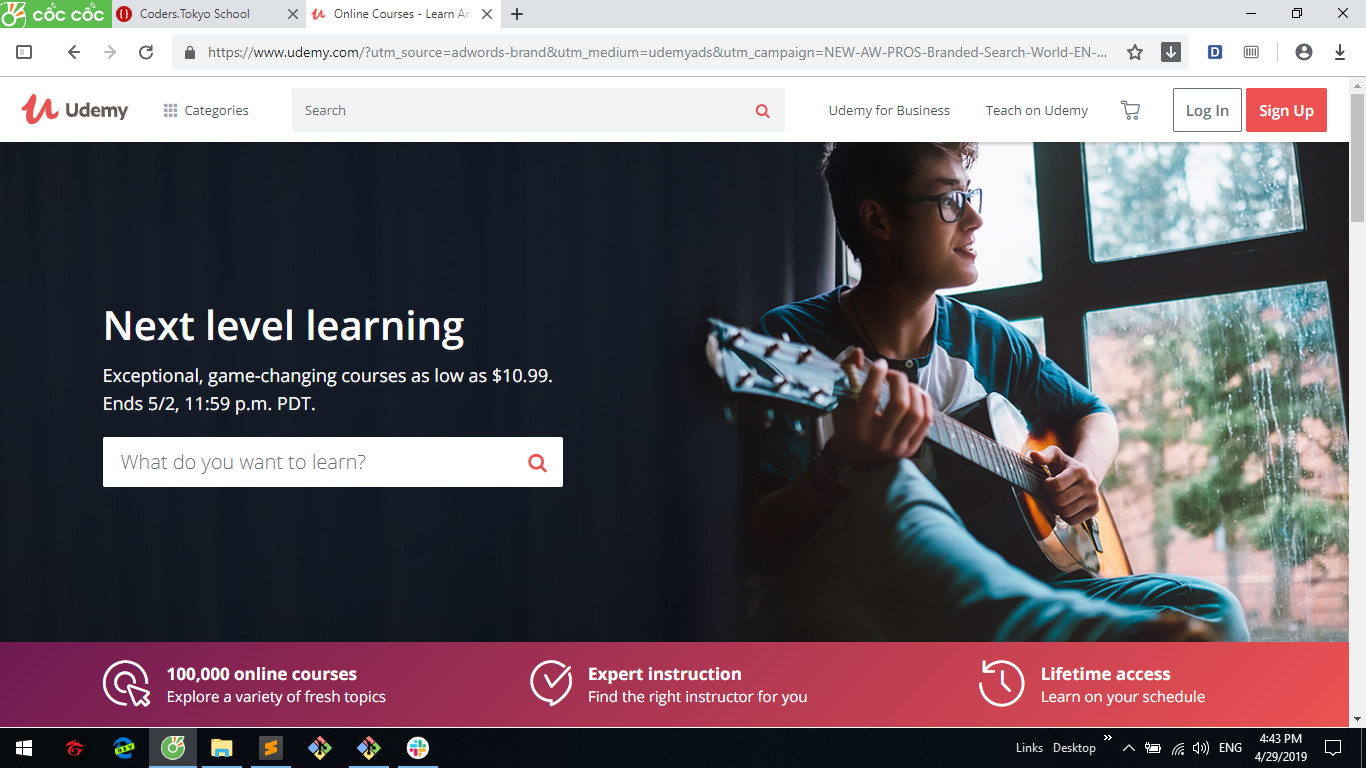 cốc cốc
Coders.Tokyo School
Online Courses - Learn An
https://www.udemy.com/?utm_source=adwords-brand&utm_medium=udemyads&utm_campaign=NEW-AW-PROS-Branded-Search-World-EN-...
D
Udemy
Categories
Search
Udemy for Business
Teach on Udemy
Log In
Sign Up
Next level learning
Exceptional, game-changing courses as low as $10.99.
Ends 5/2, 11:59 p.m. PDT.
What do you want to learn?
100,000 online courses
Explore a variety of fresh topics
Expert instruction
Find the right instructor for you
Lifetime access
Learn on your schedule
Links
Desktop
ENG
4:43 PM
4/29/2019